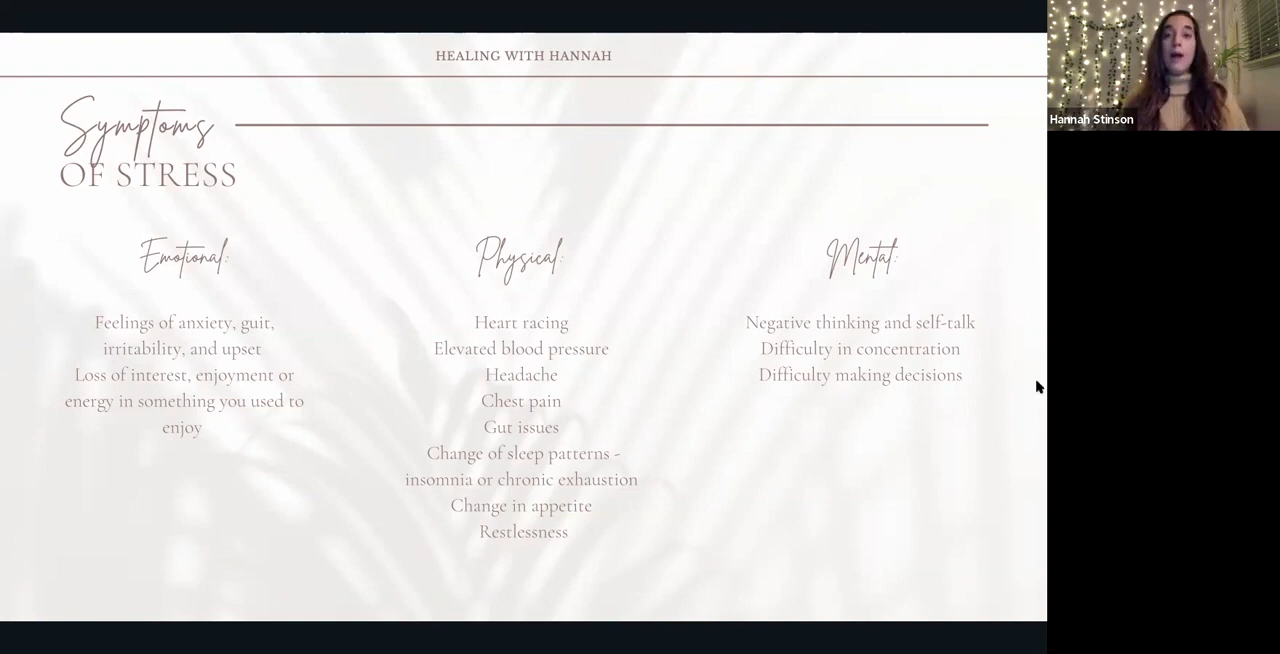 HEALING WITH HANNAH
Symptoms
OF STRESS
Emotional:
Feelings of anxiety, guit,
irritability, and upset
Loss of interest, enjoyment or
energy in something you used to
enjoy
Physical:
Heart racing
Elevated blood pressure
Headache
Chest pain
Gut issues
Change of sleep patterns -
insomnia or chronic exhaustion
Change in appetite
Restlessness
Mental:
Negative thinking and self-talk
Difficulty in concentration
Difficulty making decisions
Hannah Stinson